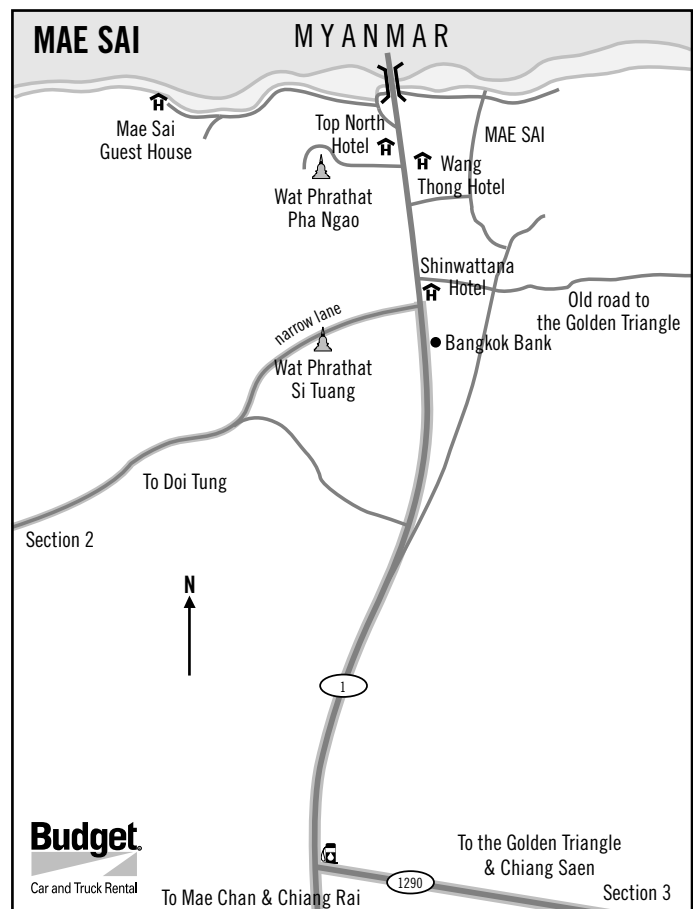 MAE SAI
MYANMAR
Mae Sai
Guest House
Top North
Hotel
MAE SAI
Wang
Thong Hotel
Wat Phrathat
Pha Ngao
Shinwattana
Hotel
Old road to
the Golden Triangle
narrow lane
Bangkok Bank
Wat Phrathat
Si Tuang
To Doi Tung
Section 2
N
1
Budget®
Car and Truck Rental
To the Golden Triangle
& Chiang Saen
1290
Section 3
To Mae Chan & Chiang Rai